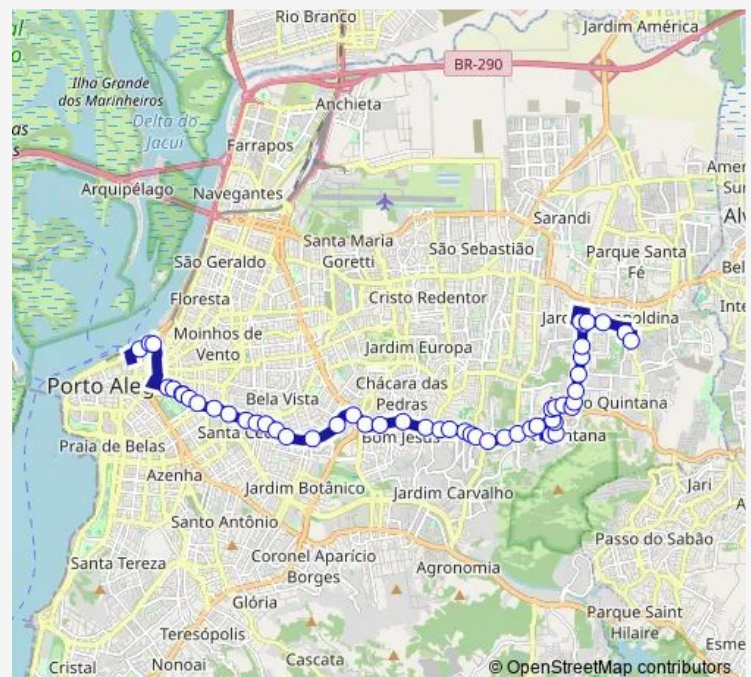 Rio Branco
Jardim América
BR-290
Ilha Grande
dos Marinheiros
Anchieta
Delta do
Jacuí
Farrapos
Arquipélago
Navegantes
Sarandi
Santa Maria
Goretti
São Sebastião
Parque Santa
Fé
São Geraldo
Floresta
Cristo Redentor
Moinhos de
Vento
Jardim Europa
Porto Aleg
Bela Vista
Chácara das
Pedras
Praia de Belas
Santa Ce
Bom Jesus
Azenha
Jardim Botânico
Jardim Carvalho
Jari
Santo Antônio
Passo do Sabão
Santa Tereza
Coronel Aparício
Borges
Agronomia
Glória
Parque Saint
Hilaire
Teresópolis
Esme
Cristal
Nonoai
Cascata
© OpenStreetMap contributors